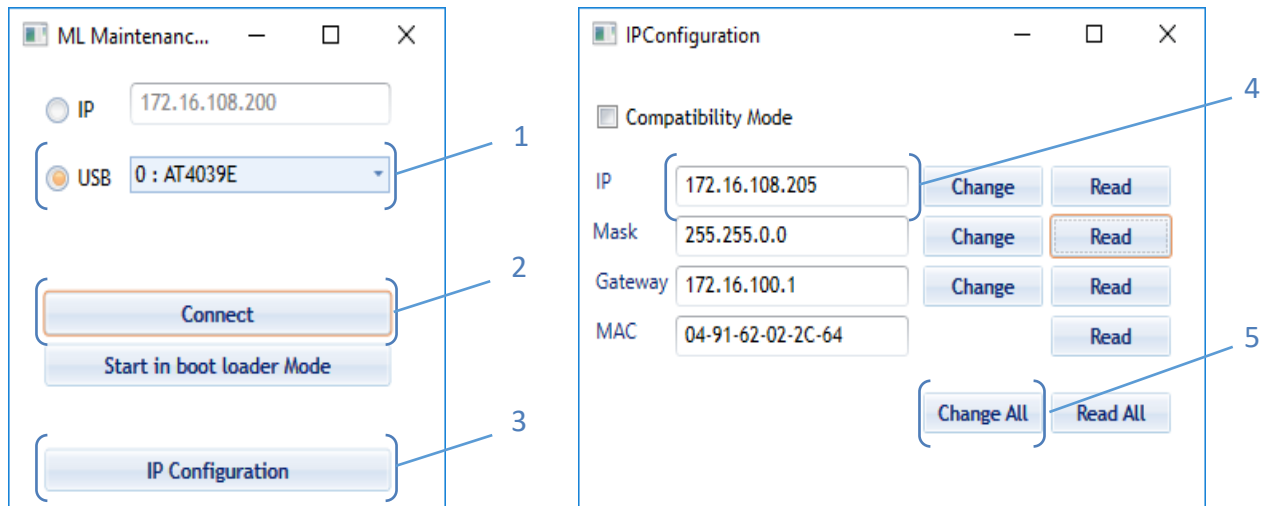 ML Maintenanc...
IP 172.16.108.200
1
USB 0 : AT4039E
2
Connect
Start in boot loader Mode
3
IP Configuration
IPConfiguration
4
Compatibility Mode
IP 172.16.108.205 Change Read
Mask 255.255.0.0 Change Read
Gateway 172.16.100.1 Change Read
MAC 04-91-62-02-2C-64 Read
5
Change All Read All